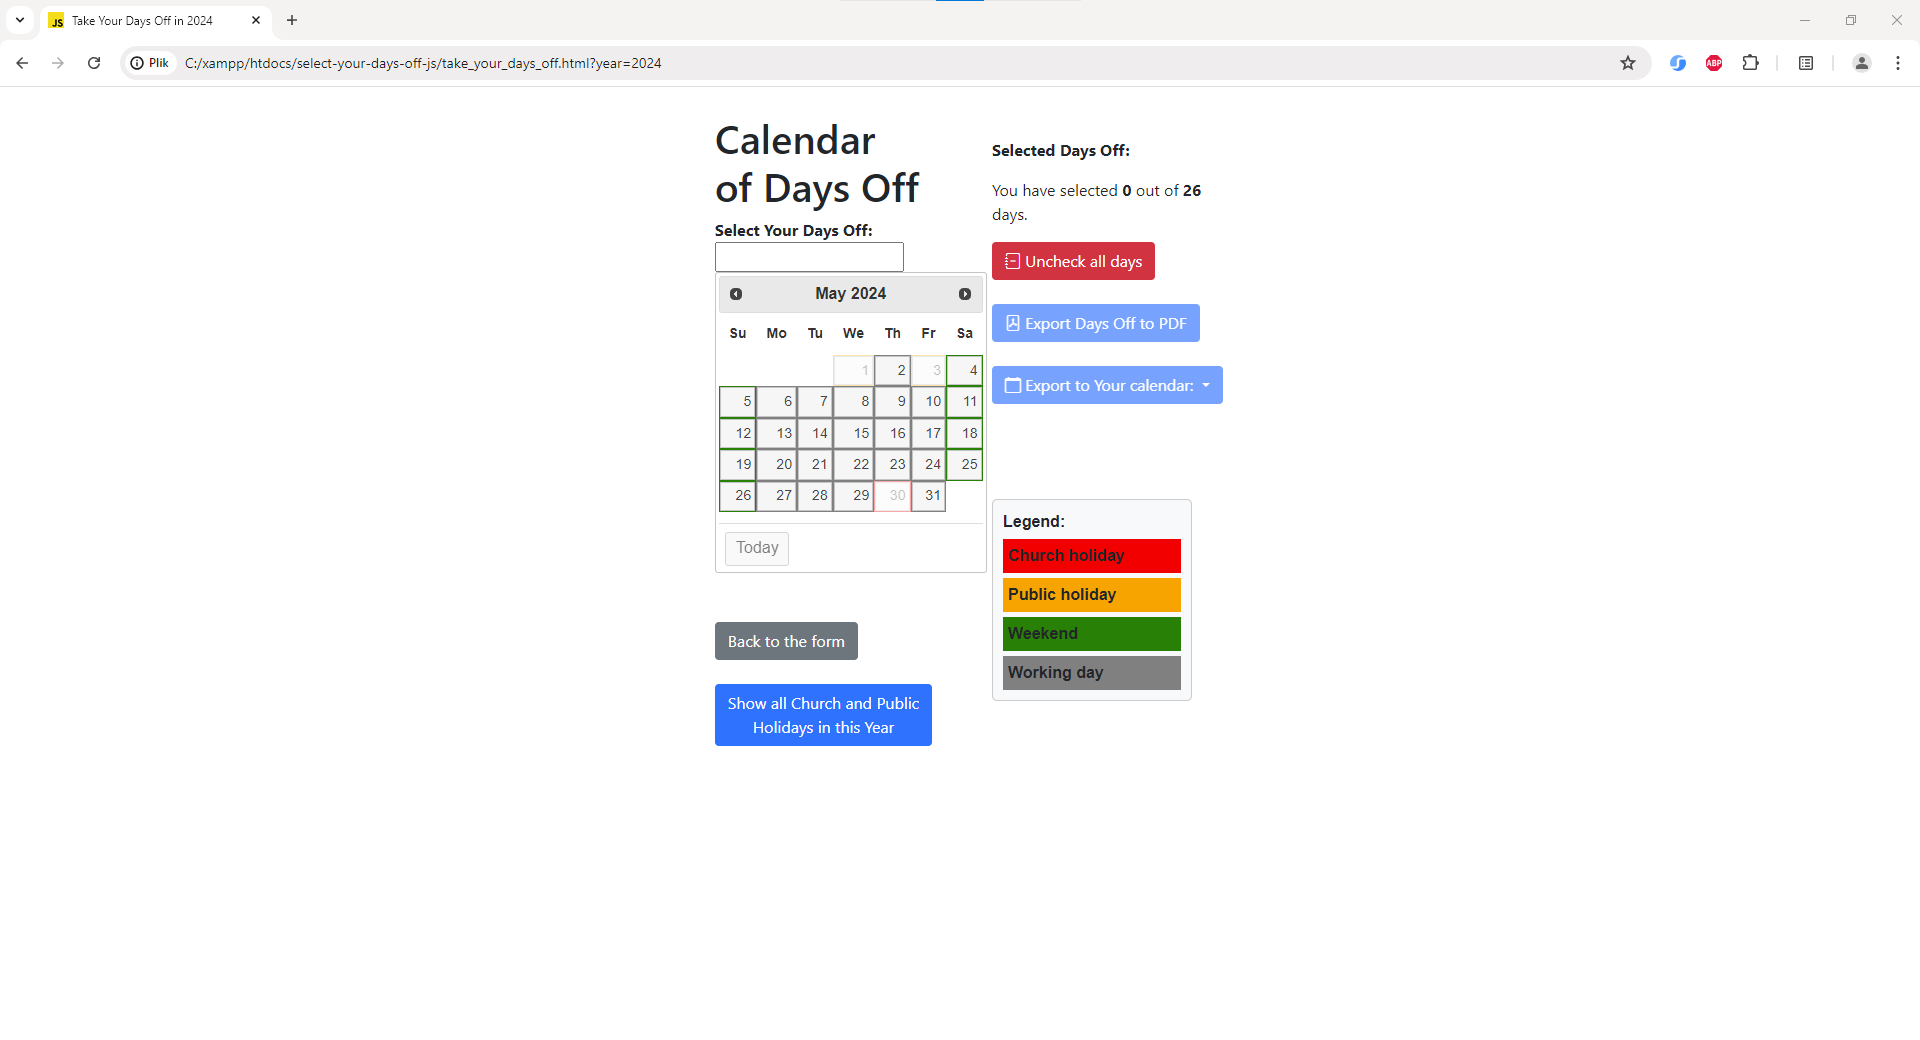 Take Your Days Off in 2024
Plik
C:/xampp/htdocs/select-your-days-off-js/take_your_days_off.html?year=2024
ABP
JS
Calendar
of Days Off
Select Your Days Off:
May 2024
Su Mo Tu We Th Fr Sa
1 2 3 4
5 6 7 8 9 10 11
12 13 14 15 16 17 18
19 20 21 22 23 24 25
26 27 28 29 30 31
Today
Back to the form
Show all Church and Public
Holidays in this Year
Selected Days Off:
You have selected 0 out of 26
days.
Uncheck all days
Export Days Off to PDF
Export to Your calendar:
Legend:
Church holiday
Public holiday
Weekend
Working day